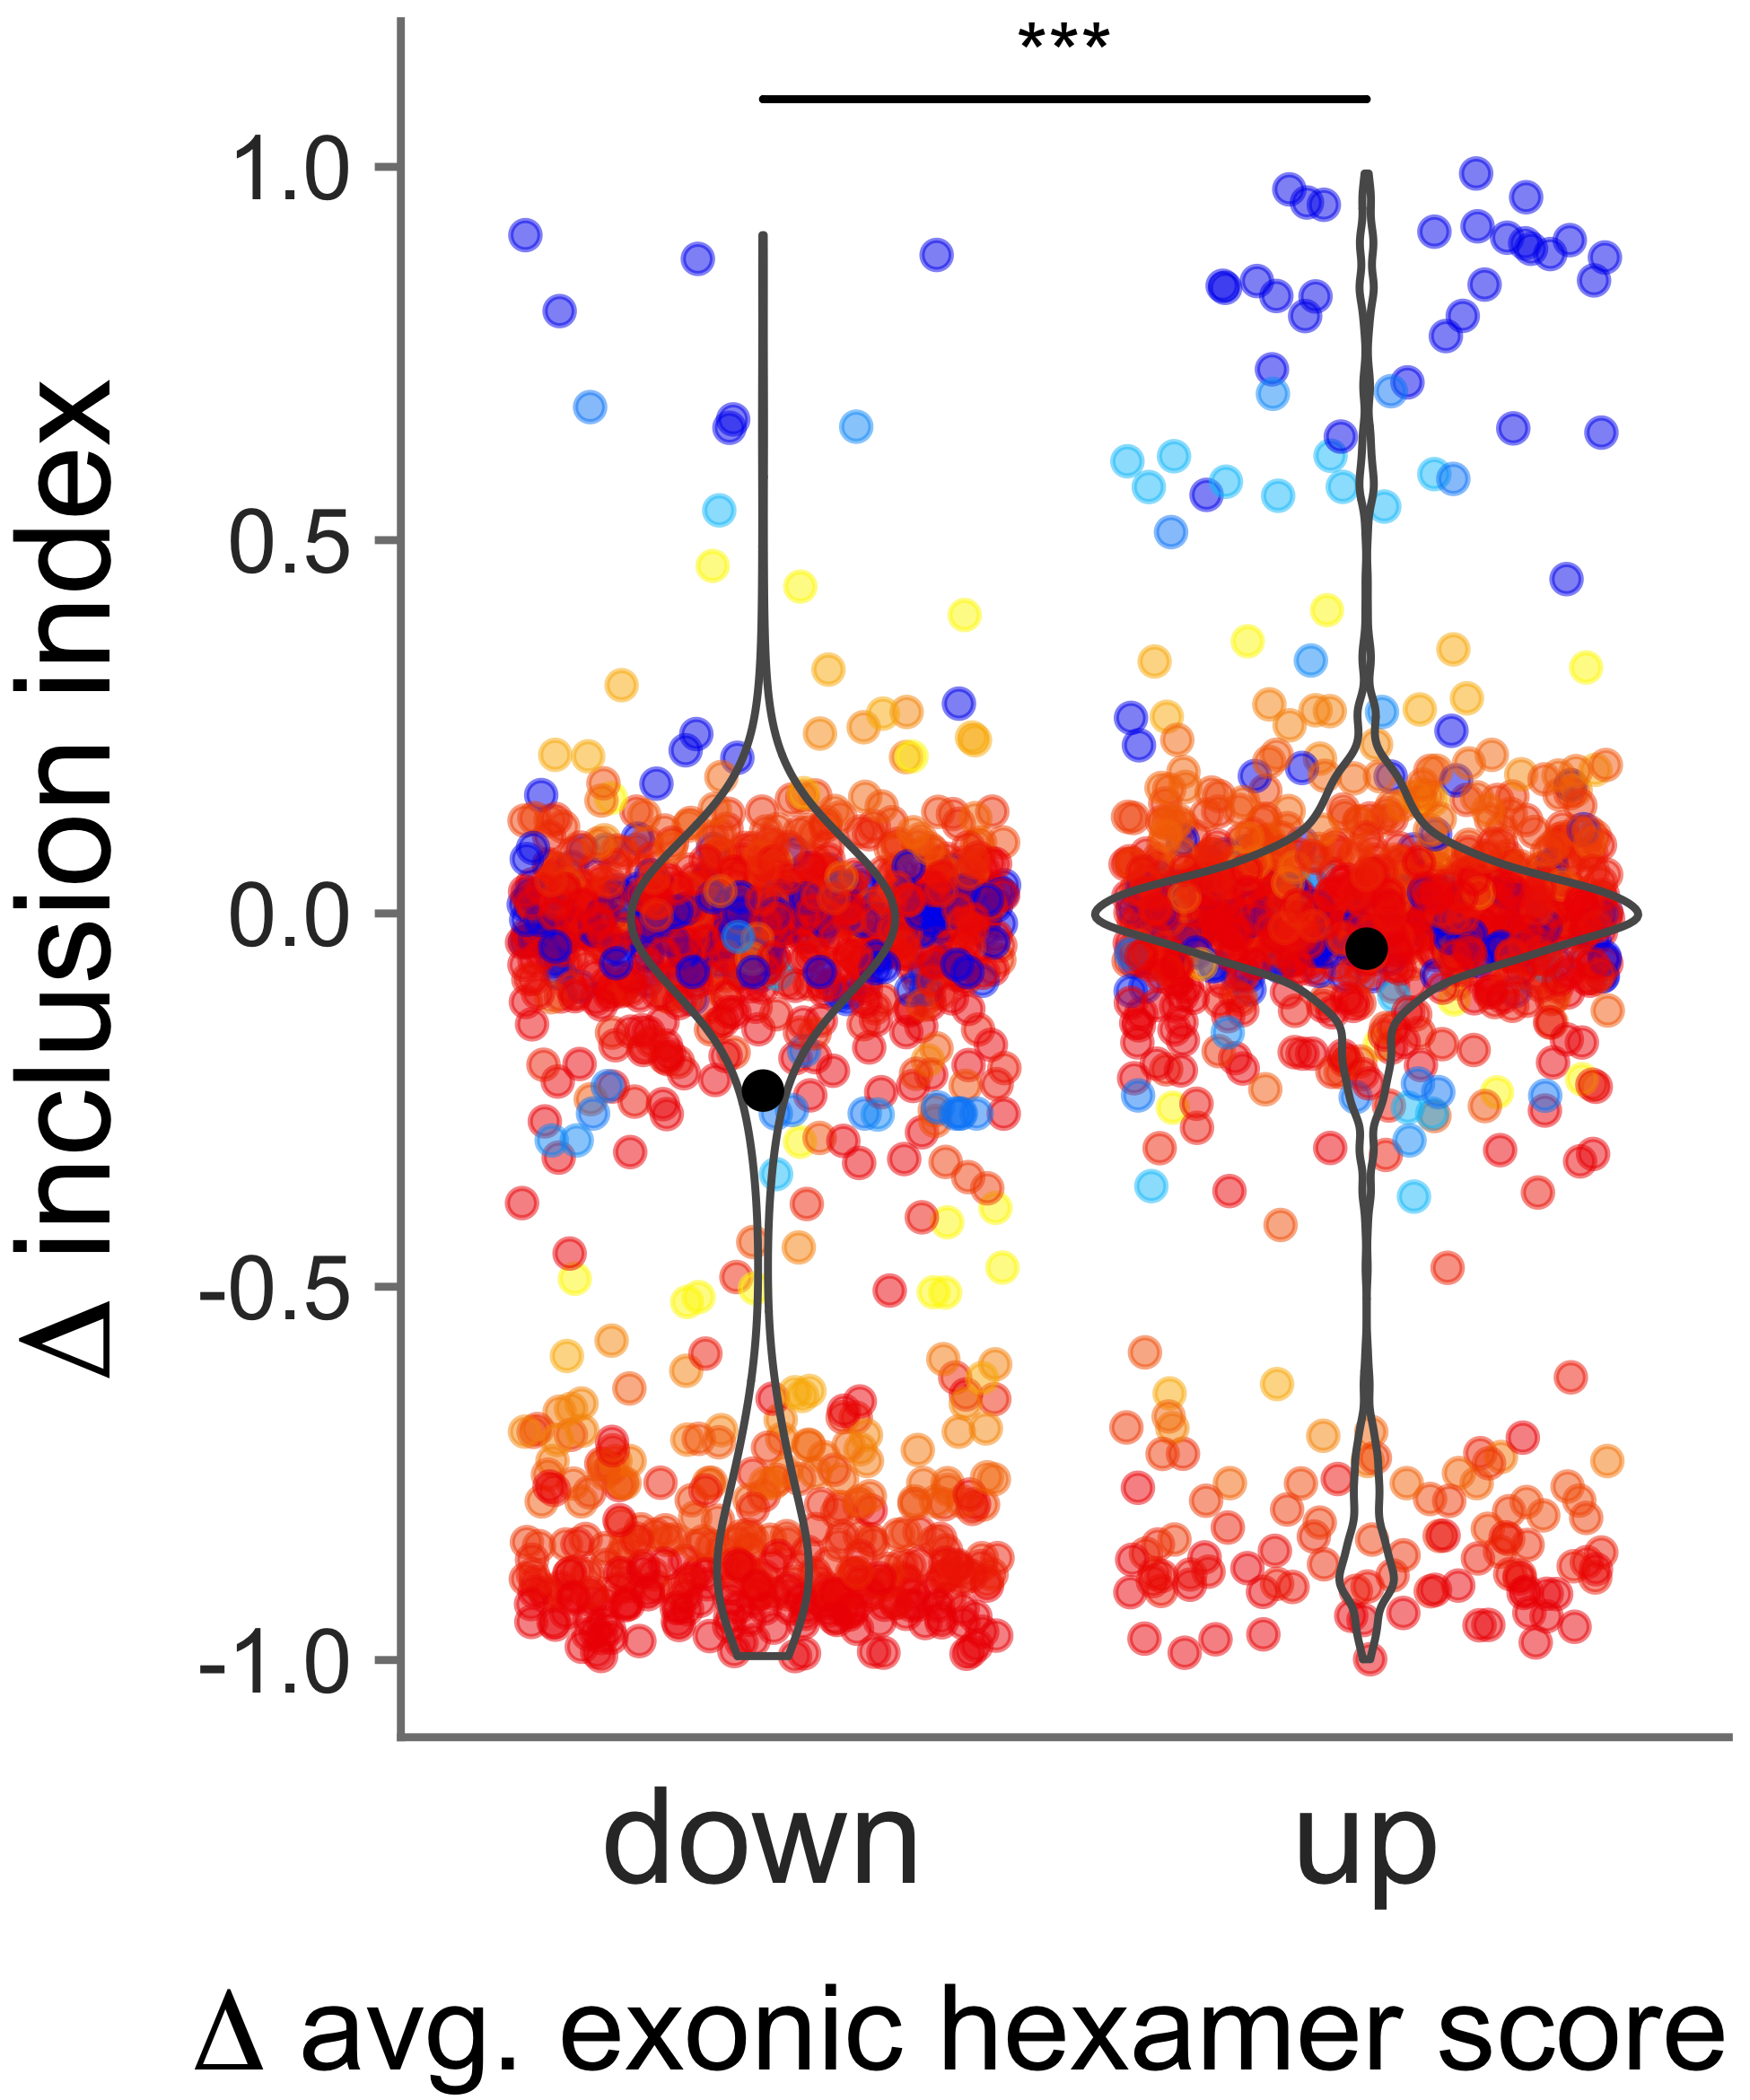 ***
Δ inclusion index
1.0
0.5
0.0
-0.5
-1.0
down up
Δ avg. exonic hexamer score